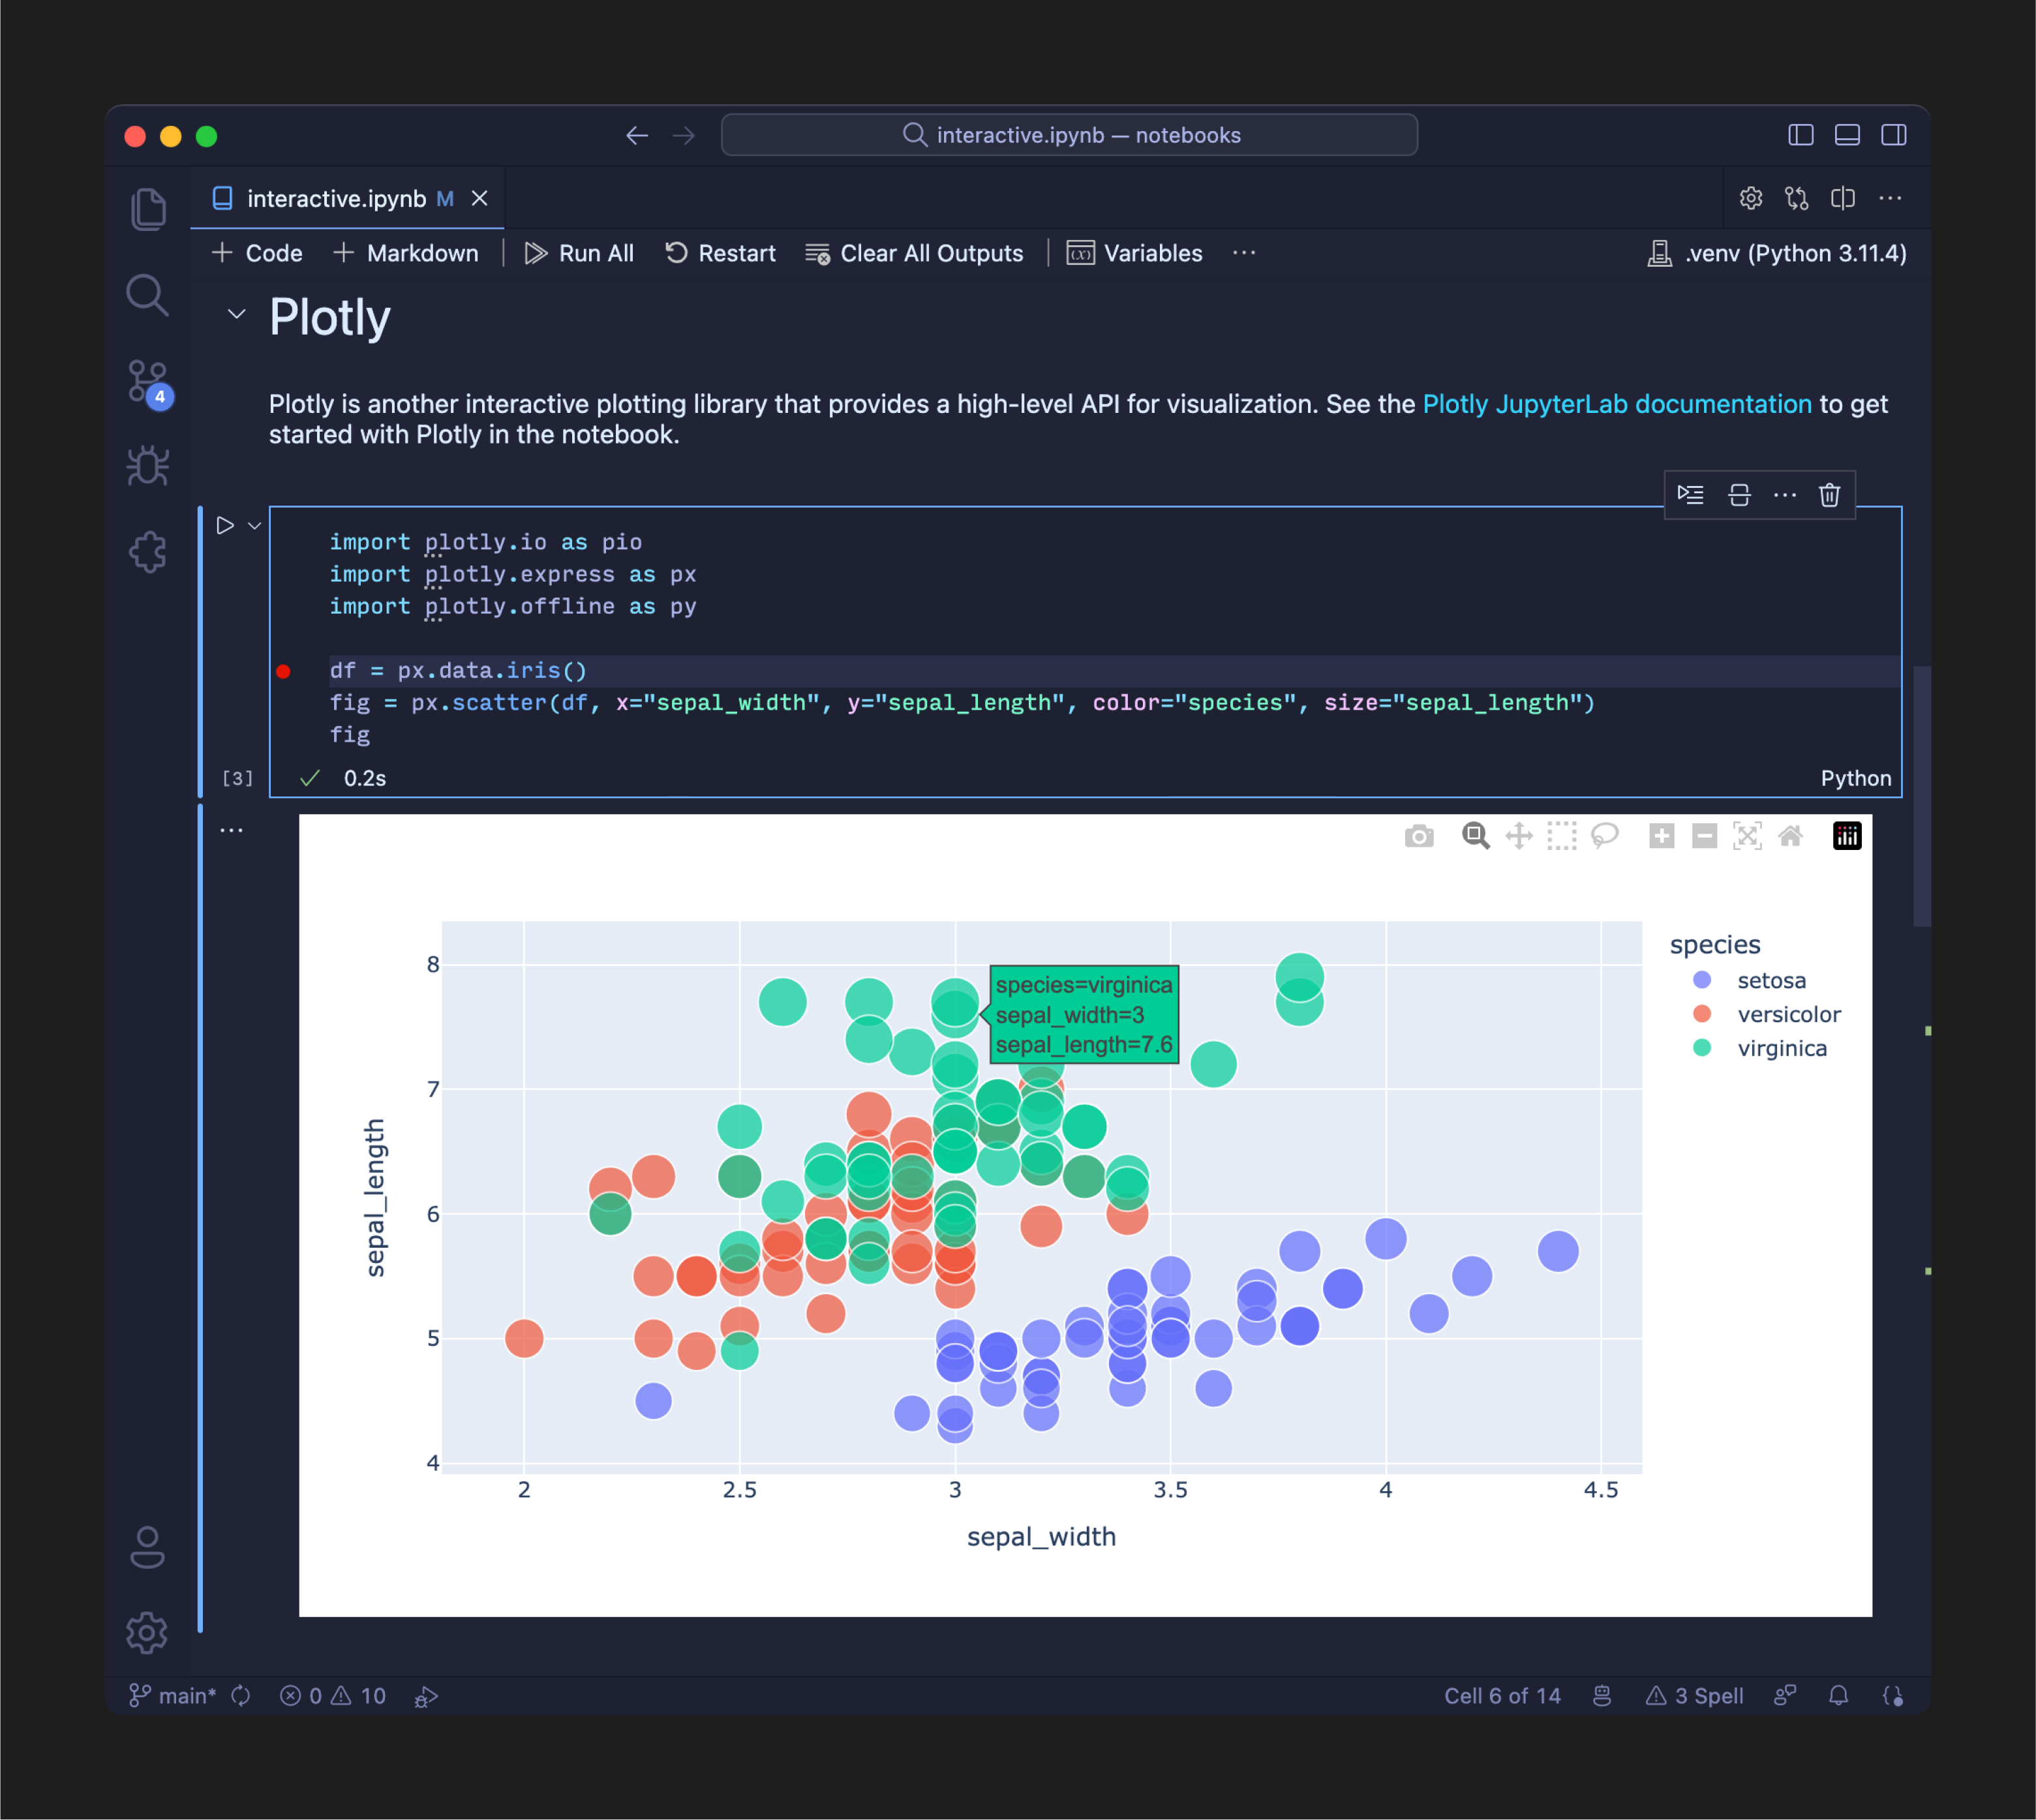 interactive.ipynb — notebooks
interactive.ipynb M
Code Markdown Run All Restart Clear All Outputs Variables ··· .venv (Python 3.11.4)
Plotly
4
Plotly is another interactive plotting library that provides a high-level API for visualization. See the Plotly JupyterLab documentation to get
started with Plotly in the notebook.
import plotly.io as pio
import plotly.express as px
import plotly.offline as py
df = px.data.iris()
fig = px.scatter(df, x="sepal_width", y="sepal_length", color="species", size="sepal_length")
fig
[3] 0.2s Python
species
setosa
versicolor
virginica
species=virginica
sepal_width=3
sepal_length=7.6
sepal_length
8
7
6
5
4
2 2.5 3 3.5 4 4.5
sepal_width
main* 0 10 Cell 6 of 14 3 Spell